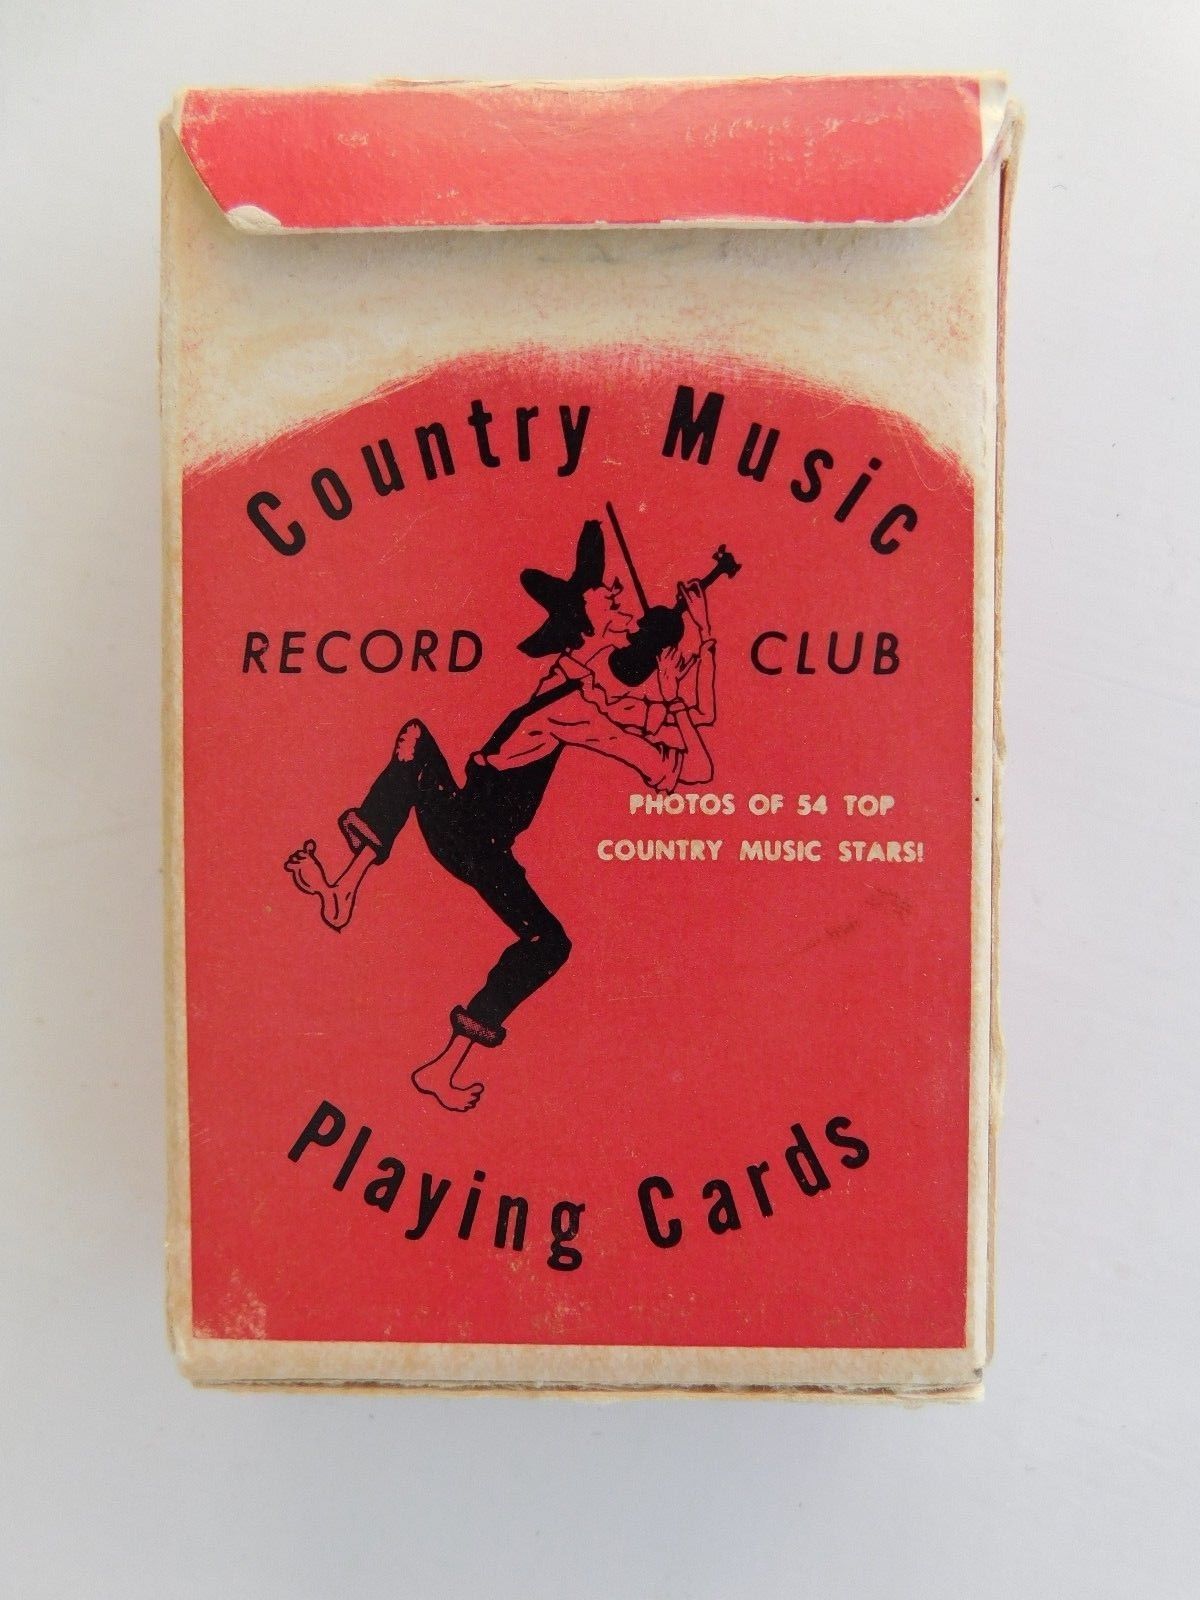 Country Music
RECORD CLUB
PHOTOS OF 54 TOP
COUNTRY MUSIC STARS!
Playing Cards